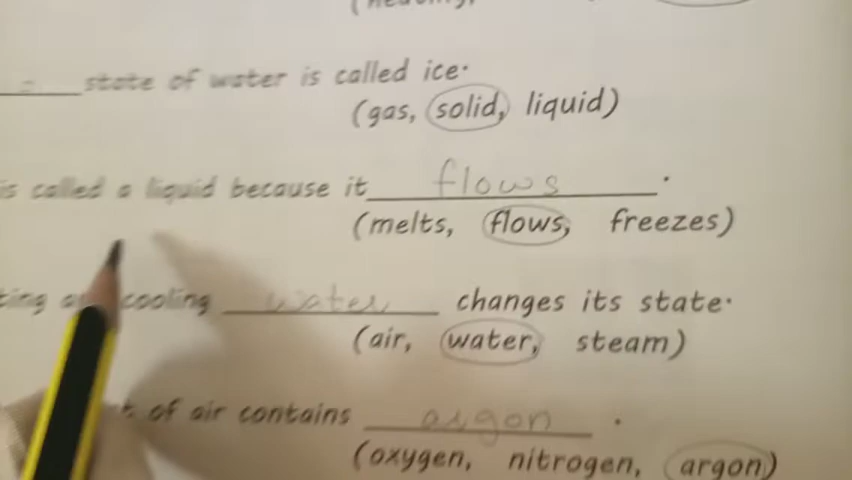 state of water is called ice.
(gas, solid, liquid)
is called a liquid because it flows.
(melts, flows, freezes)
cooling water changes its state.
(air, water, steam)
of air contains argon.
(oxygen, nitrogen, argon)